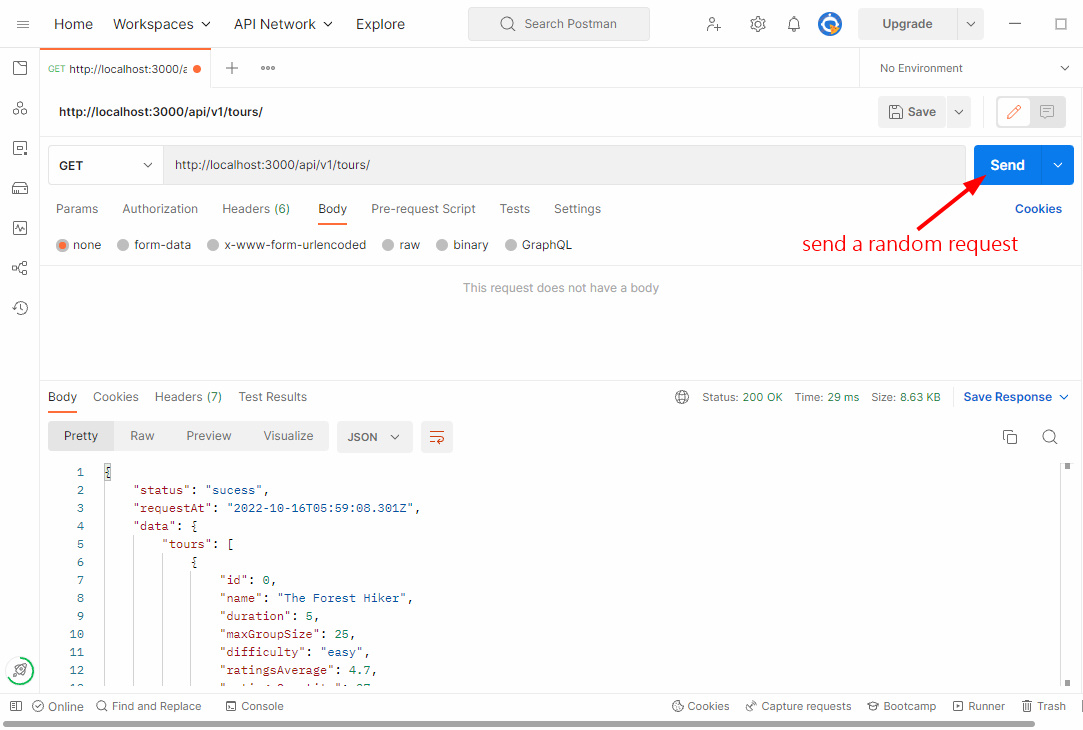 Home Workspaces API Network Explore Search Postman Upgrade
GET http://localhost:3000/a No Environment
http://localhost:3000/api/v1/tours/ Save
GET http://localhost:3000/api/v1/tours/ Send
Params Authorization Headers (6) Body Pre-request Script Tests Settings Cookies
none form-data x-www-form-urlencoded raw binary GraphQL
send a random request
This request does not have a body
Body Cookies Headers (7) Test Results Status: 200 OK Time: 29 ms Size: 8.63 KB Save Response
Pretty Raw Preview Visualize JSON
1 {
2 "status": "sucess",
3 "requestAt": "2022-10-16T05:59:08.301Z",
4 "data": {
5 "tours": [
6 {
7 "id": 0,
8 "name": "The Forest Hiker",
9 "duration": 5,
10 "maxGroupSize": 25,
11 "difficulty": "easy",
12 "ratingsAverage": 4.7,
Online Find and Replace Console Cookies Capture requests Bootcamp Runner Trash